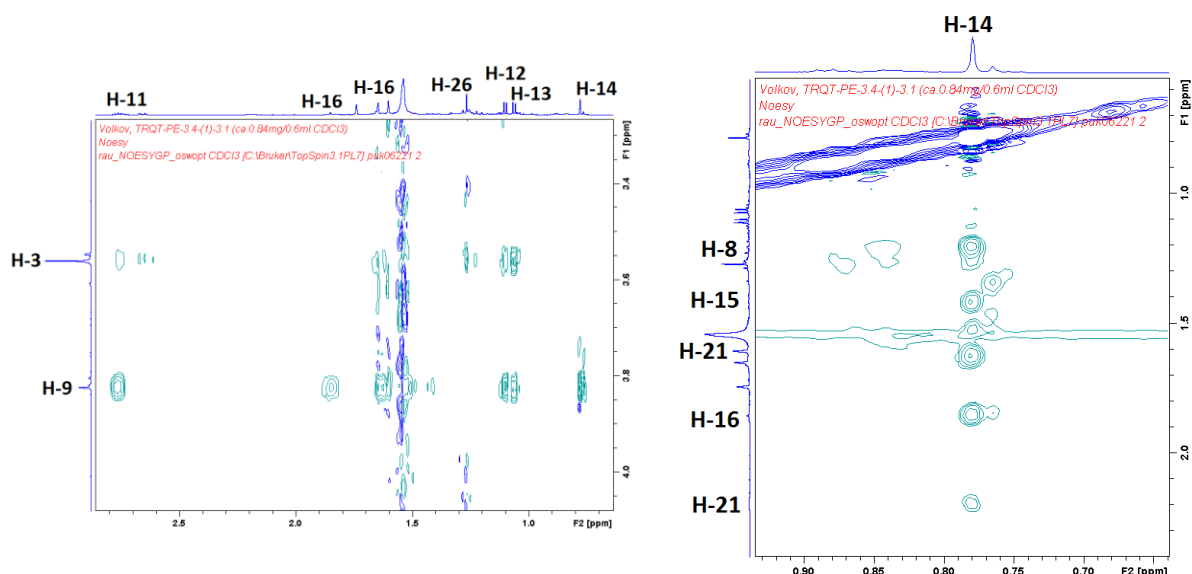 H-11
H-16
H-16
H-26
H-12
H-13
H-14
Volkov, TRQT-PE-3.4-(1)-3.1 (ca.0.84mg/0.6ml CDCl3)
Noesy
rau_NOESYGP_oswopt CDCl3 {C:\Bruker\TopSpin3.1PL7} puk06221 2
H-3
H-9
3.4
3.6
3.8
4.0
F1 [ppm]
2.5
2.0
1.5
1.0
F2 [ppm]
H-14
Volkov, TRQT-PE-3.4-(1)-3.1 (ca.0.84mg/0.6ml CDCl3)
Noesy
H-8
H-15
H-21
H-16
H-21
F1 [ppm]
1.0
1.5
2.0
0.90
0.85
0.80
0.75
0.70
F2 [ppm]